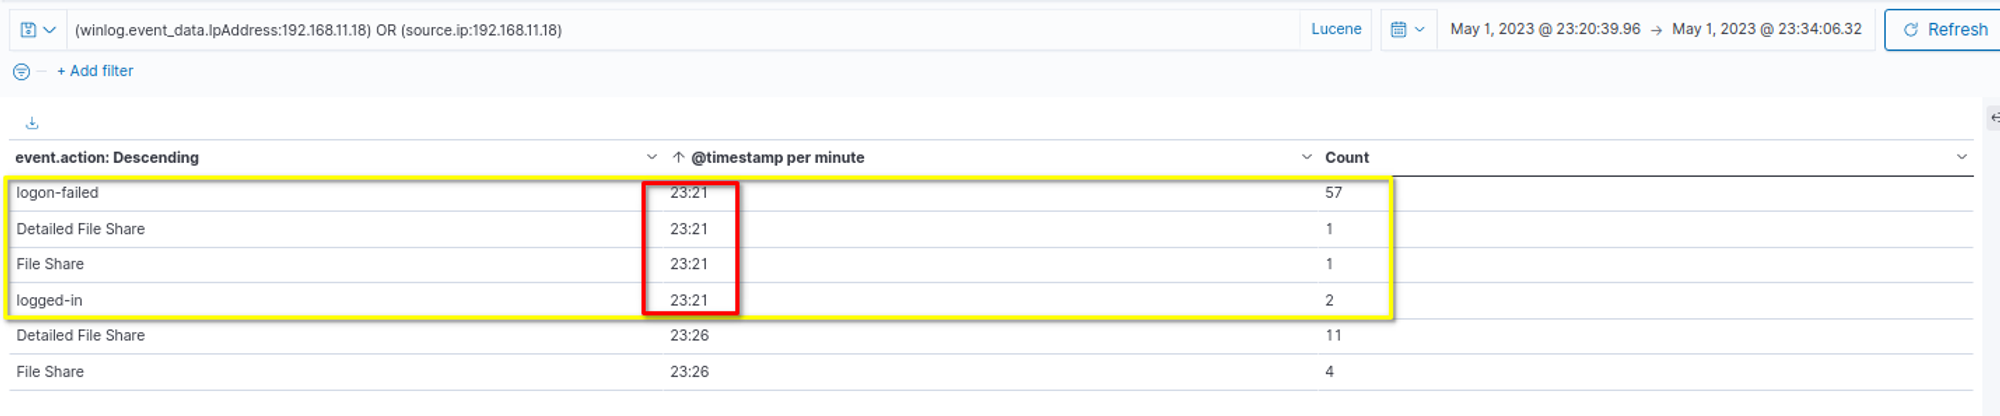 (winlog.event_data.IpAddress:192.168.11.18) OR (source.ip:192.168.11.18) Lucene May 1, 2023 @ 23:20:39.96 → May 1, 2023 @ 23:34:06.32 Refresh
+ Add filter
event.action: Descending ↑ @timestamp per minute Count
logon-failed 23:21 57
Detailed File Share 23:21 1
File Share 23:21 1
logged-in 23:21 2
Detailed File Share 23:26 11
File Share 23:26 4